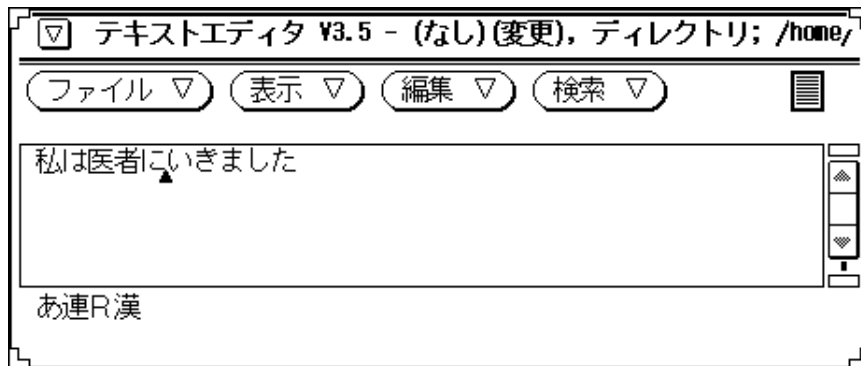 テキストエディタ V3.5 - (なし)(変更), ディレクトリ; /home/
ファイル 表示 編集 検索
私は医者にいきました
あ連R漢